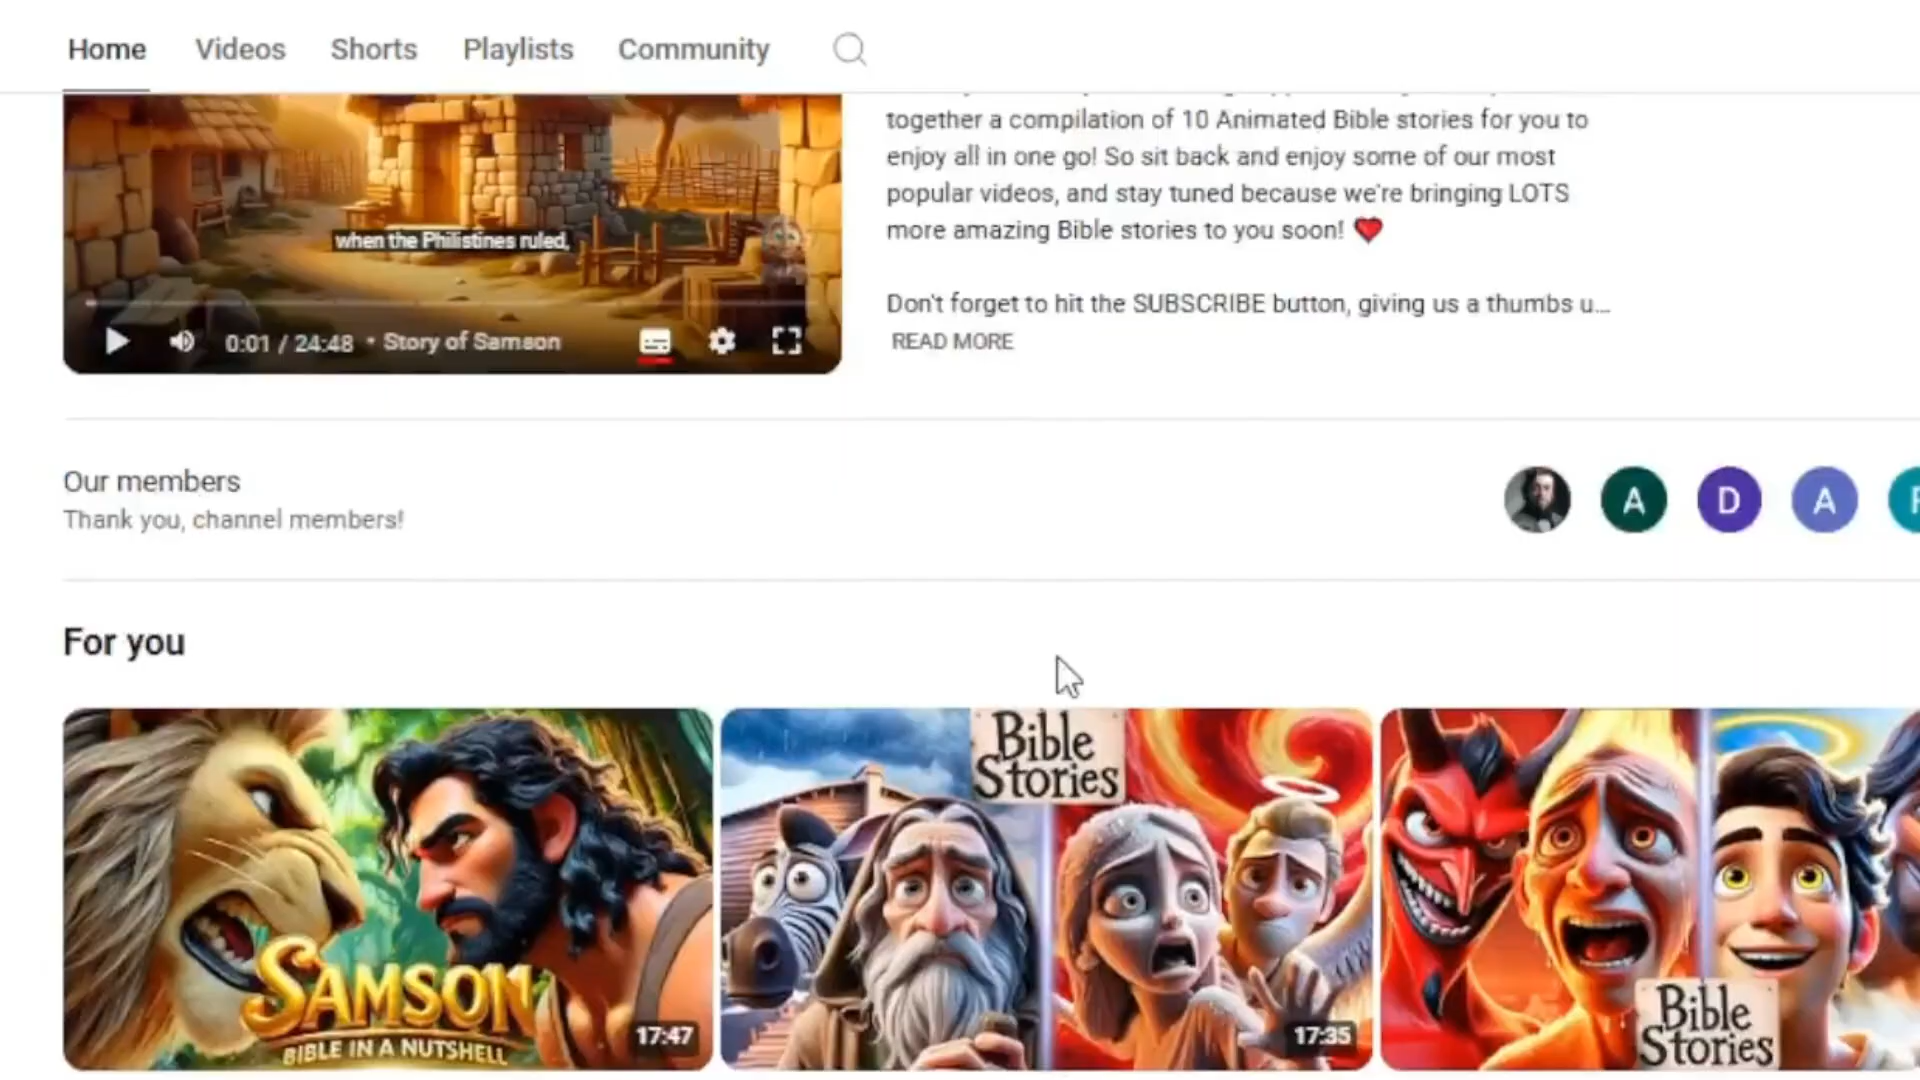 Home Videos Shorts Playlists Community
together a compilation of 10 Animated Bible stories for you to
enjoy all in one go! So sit back and enjoy some of our most
popular videos, and stay tuned because we're bringing LOTS
more amazing Bible stories to you soon! ❤️
Don't forget to hit the SUBSCRIBE button, giving us a thumbs u...
READ MORE
when the Philistines ruled,
0:01 / 24:48 • Story of Samson
Our members
Thank you, channel members!
A D A
For you
SAMSON
BIBLE IN A NUTSHELL
17:47
Bible
Stories
17:35
Bible
Stories